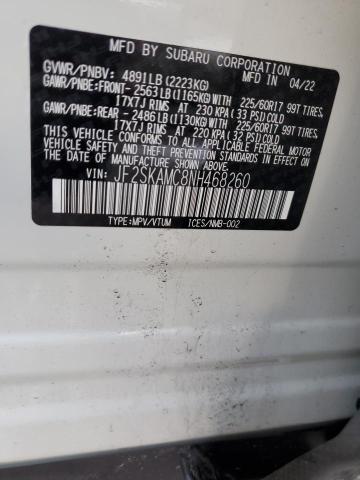 MFD. BY SUBARU CORPORATION MFD.IN 04/22
GVWR/PNBV: 4891LB(2223KG)
GAWR/PNBE:FRONT- 2563LB(1165KG)WITH 225/60R17 99T TIRES
17X7J RIMS AT 230 KPA (33 PSI) COLD
GAWR/PNBE:REAR - 2486LB(1130KG)WITH 225/60R17 99T TIRES
17X7J RIMS AT 220 KPA (32 PSI) COLD
THIS VEHICLE CONFORMS TO ALL APPLICABLE FEDERAL MOTOR
VEHICLE SAFETY, BUMPER, AND THEFT PREVENTION STANDARDS
IN EFFECT ON THE DATE OF MANUFACTURE SHOWN ABOVE.
VIN: JF2SKAMC8NH468260
TYPE:MPV/VTUM ICES/NMB-002